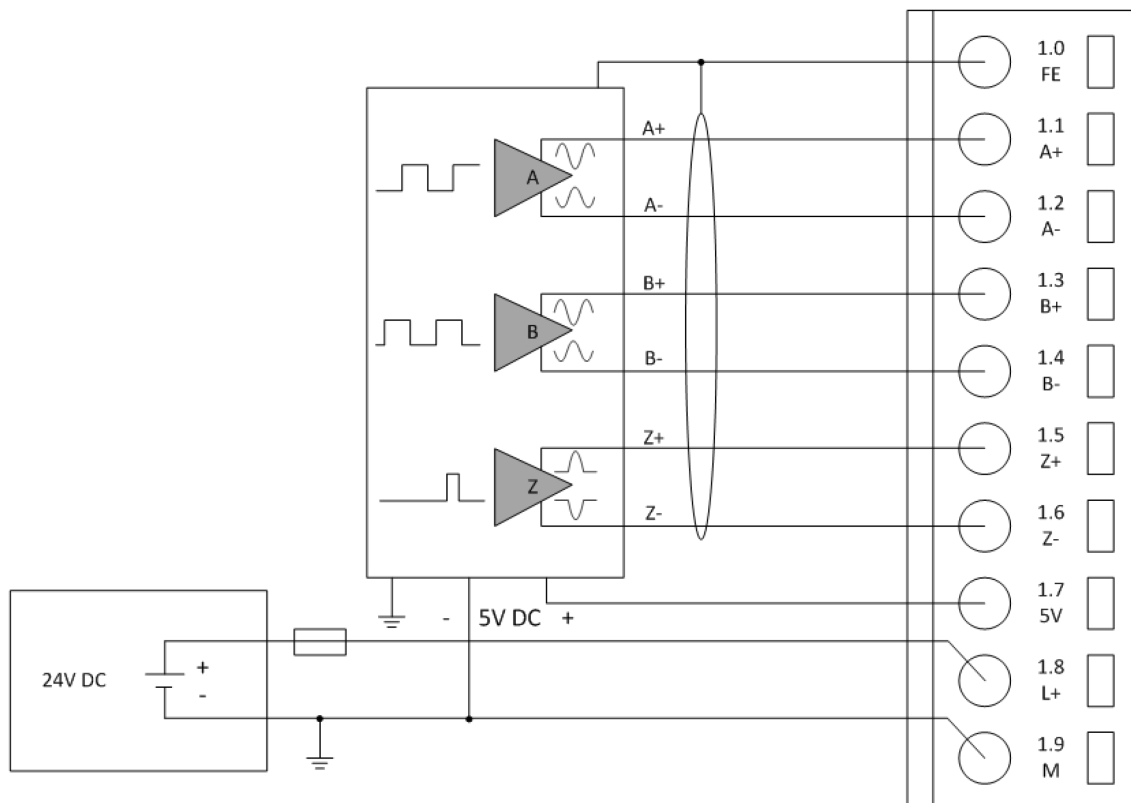 1.0
FE
A+
1.1
A+
A
A-
1.2
A-
B+
1.3
B+
B
B-
1.4
B-
Z+
1.5
Z+
Z
Z-
1.6
Z-
- 5V DC +
1.7
5V
24V DC
+
-
1.8
L+
1.9
M